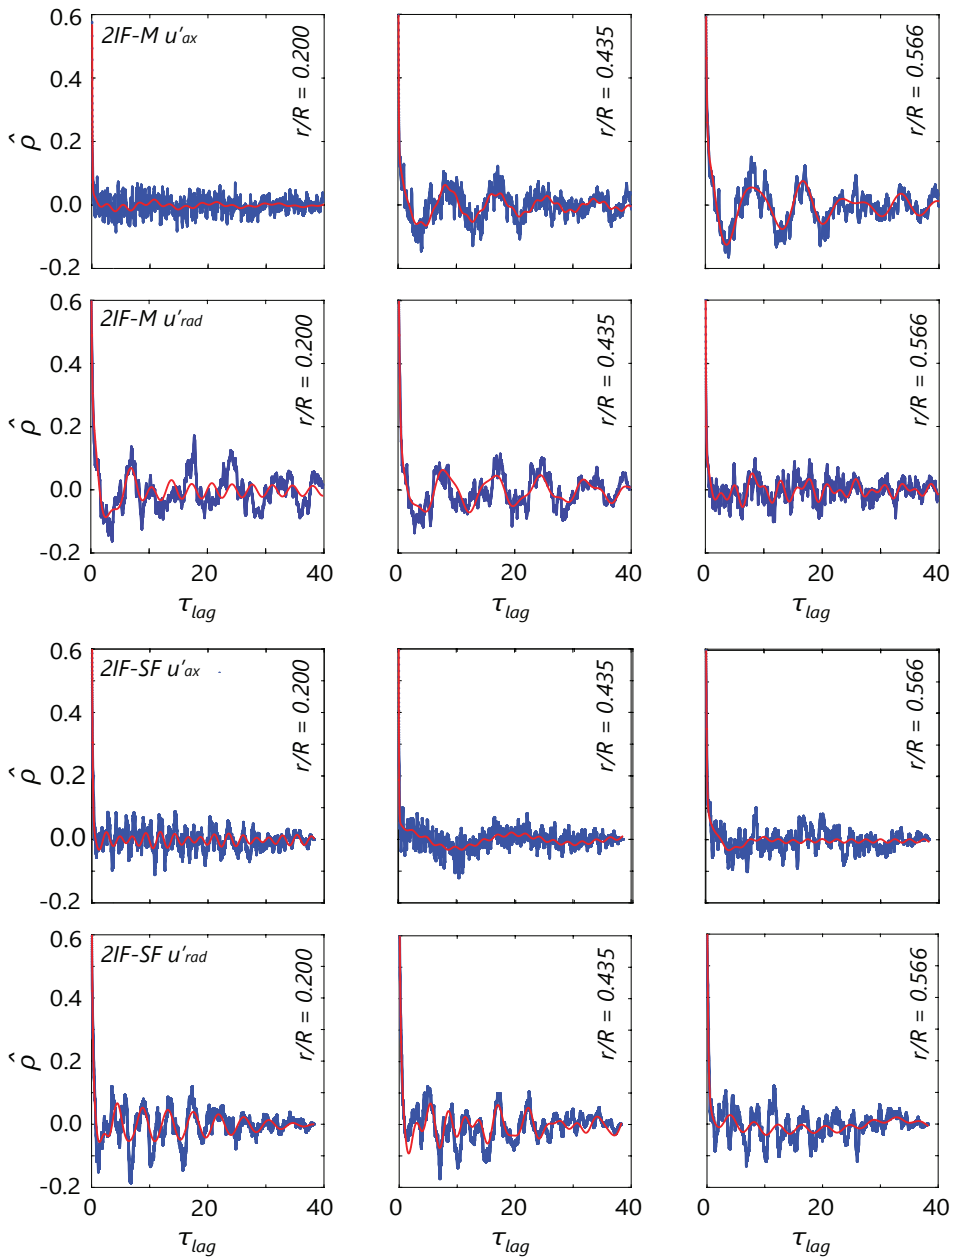 2IF-M u'ax
r/R = 0.200
r/R = 0.435
r/R = 0.566
0.6
0.4
0.2
0.0
-0.2
ρ̂
2IF-M u'rad
r/R = 0.200
r/R = 0.435
r/R = 0.566
0.6
0.4
0.2
0.0
-0.2
ρ̂
0 20 40 0 20 40 0 20 40
τlag τlag τlag
2IF-SF u'ax
r/R = 0.200
r/R = 0.435
r/R = 0.566
0.6
0.4
0.2
0.0
-0.2
ρ̂
2IF-SF u'rad
r/R = 0.200
r/R = 0.435
r/R = 0.566
0.6
0.4
0.2
0.0
-0.2
ρ̂
0 20 40 0 20 40 0 20 40
τlag τlag τlag